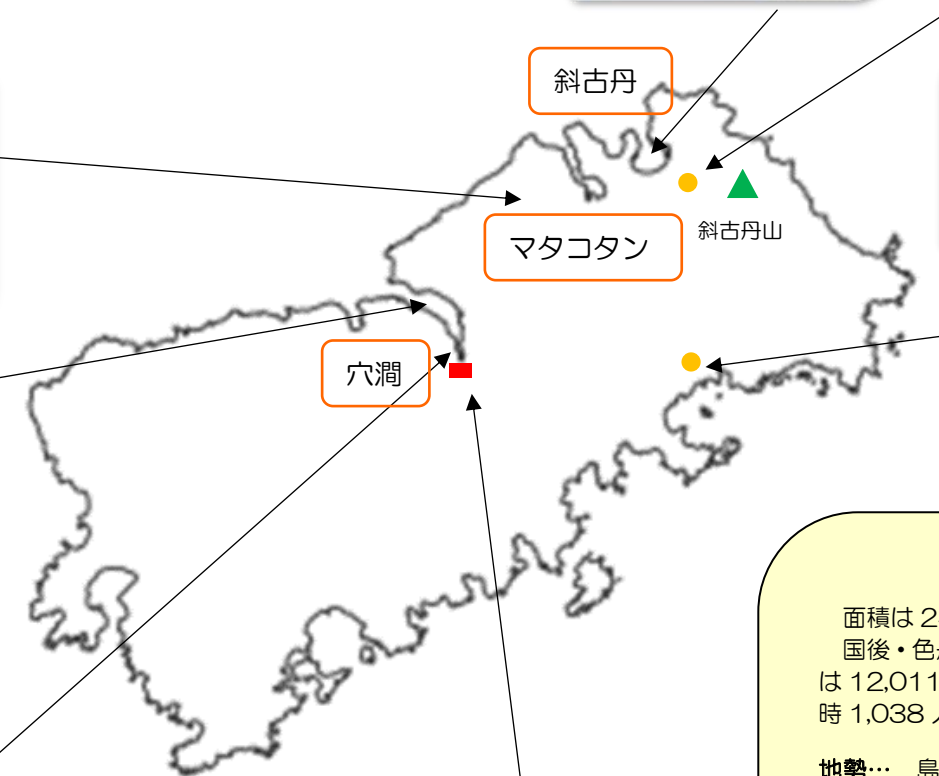 斜古丹
マタコタン
斜古丹山
穴澗
面積は 2
国後・色
は 12,011
時 1,038
地勢… 島